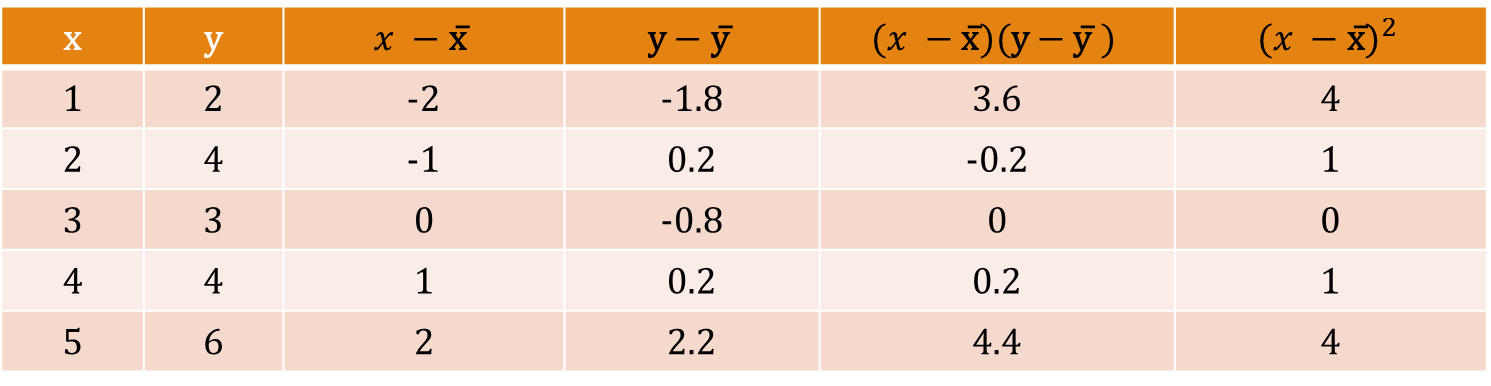 x y x − x̄ y − ȳ (x − x̄)(y − ȳ ) (x − x̄)²
1 2 -2 -1.8 3.6 4
2 4 -1 0.2 -0.2 1
3 3 0 -0.8 0 0
4 4 1 0.2 0.2 1
5 6 2 2.2 4.4 4